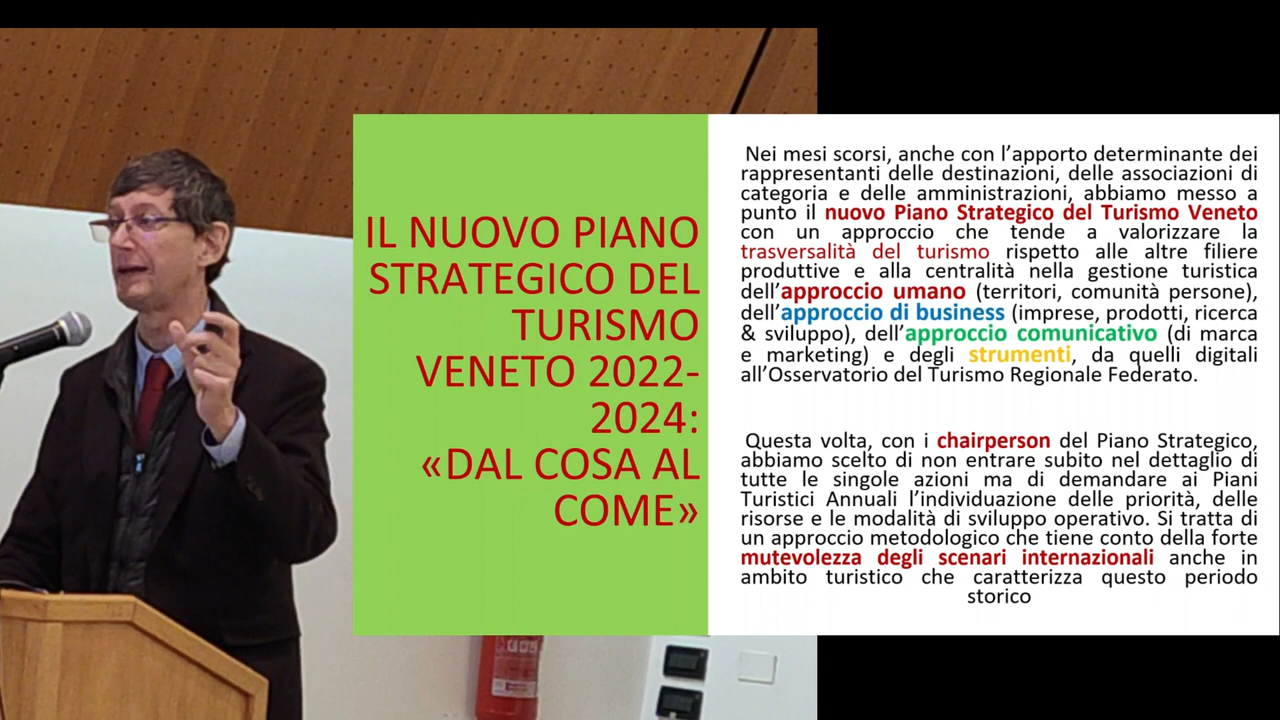 IL NUOVO PIANO
STRATEGICO DEL
TURISMO
VENETO 2022-
2024:
«DAL COSA AL
COME»
Nei mesi scorsi, anche con l’apporto determinante dei
rappresentanti delle destinazioni, delle associazioni di
categoria e delle amministrazioni, abbiamo messo a
punto il nuovo Piano Strategico del Turismo Veneto
con un approccio che tende a valorizzare la
trasversalità del turismo rispetto alle altre filiere
produttive e alla centralità nella gestione turistica
dell’approccio umano (territori, comunità persone),
dell’approccio di business (imprese, prodotti, ricerca
& sviluppo), dell’approccio comunicativo (di marca
e marketing) e degli strumenti, da quelli digitali
all’Osservatorio del Turismo Regionale Federato.
Questa volta, con i chairperson del Piano Strategico,
abbiamo scelto di non entrare subito nel dettaglio di
tutte le singole azioni ma di demandare ai Piani
Turistici Annuali l’individuazione delle priorità, delle
risorse e le modalità di sviluppo operativo. Si tratta di
un approccio metodologico che tiene conto della forte
mutevolezza degli scenari internazionali anche in
ambito turistico che caratterizza questo periodo
storico